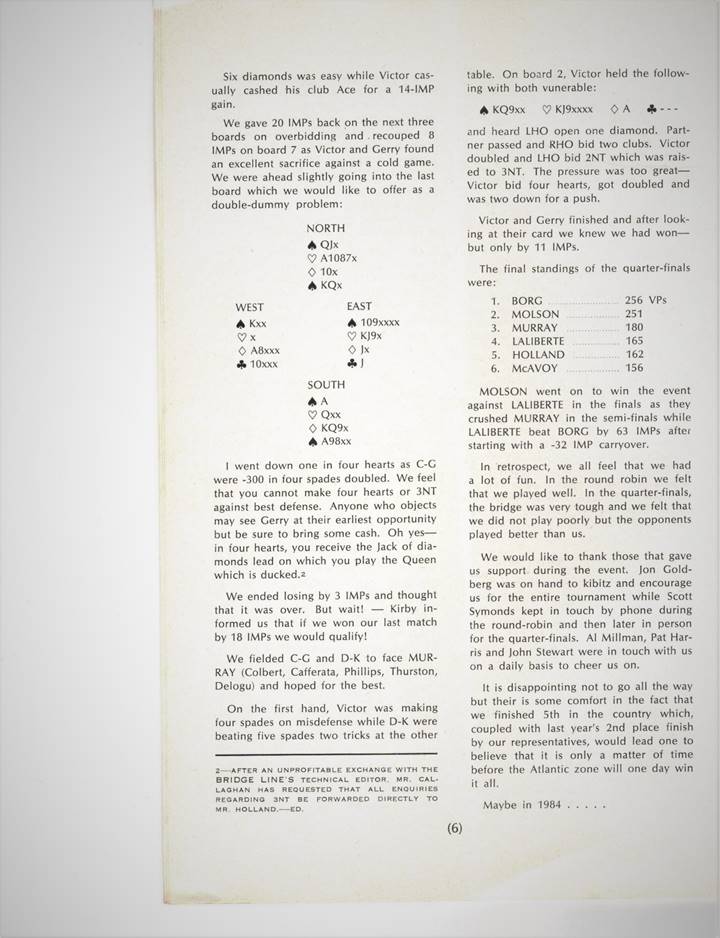 Six diamonds was easy while Victor cas-
ually cashed his club Ace for a 14-IMP
gain.
We gave 20 IMPs back on the next three
boards on overbidding and recouped 8
IMPs on board 7 as Victor and Gerry found
an excellent sacrifice against a cold game.
We were ahead slightly going into the last
board which we would like to offer as a
double-dummy problem:
NORTH
♠ QJx
♡ A1087x
♢ 10x
♠ KQx
WEST
♠ Kxx
♡ x
♢ A8xxx
♣ 10xxx
EAST
♠ 109xxxx
♡ KJ9x
♢ Jx
♣ J
SOUTH
♠ A
♡ Qxx
♢ KQ9x
♠ A98xx
I went down one in four hearts as C-G
were -300 in four spades doubled. We feel
that you cannot make four hearts or 3NT
against best defense. Anyone who objects
may see Gerry at their earliest opportunity
but be sure to bring some cash. Oh yes—
in four hearts, you receive the Jack of dia-
monds lead on which you play the Queen
which is ducked.2
We ended losing by 3 IMPs and thought
that it was over. But wait! — Kirby in-
formed us that if we won our last match
by 18 IMPs we would qualify!
We fielded C-G and D-K to face MUR-
RAY (Colbert, Cafferata, Phillips, Thurston,
Delogu) and hoped for the best.
On the first hand, Victor was making
four spades on misdefense while D-K were
beating five spades two tricks at the other
2—AFTER AN UNPROFITABLE EXCHANGE WITH THE
BRIDGE LINE'S TECHNICAL EDITOR, MR. CAL-
LAGHAN HAS REQUESTED THAT ALL ENQUIRIES
REGARDING 3NT BE FORWARDED DIRECTLY TO
MR. HOLLAND.—ED.
table. On board 2, Victor held the follow-
ing with both vunerable:
♠ KQ9xx ♡ KJ9xxxx ♢ A ♣ - - -
and heard LHO open one diamond. Part-
ner passed and RHO bid two clubs. Victor
doubled and LHO bid 2NT which was rais-
ed to 3NT. The pressure was too great—
Victor bid four hearts, got doubled and
was two down for a push.
Victor and Gerry finished and after look-
ing at their card we knew we had won—
but only by 11 IMPs.
The final standings of the quarter-finals
were:
1. BORG ........................ 256 VPs
2. MOLSON .................. 251
3. MURRAY .................. 180
4. LALIBERTE ................ 165
5. HOLLAND ................ 162
6. McAVOY .................. 156
MOLSON went on to win the event
against LALIBERTE in the finals as they
crushed MURRAY in the semi-finals while
LALIBERTE beat BORG by 63 IMPs after
starting with a -32 IMP carryover.
In retrospect, we all feel that we had
a lot of fun. In the round robin we felt
that we played well. In the quarter-finals,
the bridge was very tough and we felt that
we did not play poorly but the opponents
played better than us.
We would like to thank those that gave
us support during the event. Jon Gold-
berg was on hand to kibitz and encourage
us for the entire tournament while Scott
Symonds kept in touch by phone during
the round-robin and then later in person
for the quarter-finals. Al Millman, Pat Har-
ris and John Stewart were in touch with us
on a daily basis to cheer us on.
It is disappointing not to go all the way
but their is some comfort in the fact that
we finished 5th in the country which,
coupled with last year's 2nd place finish
by our representatives, would lead one to
believe that it is only a matter of time
before the Atlantic zone will one day win
it all.
Maybe in 1984 . . . . .
(6)